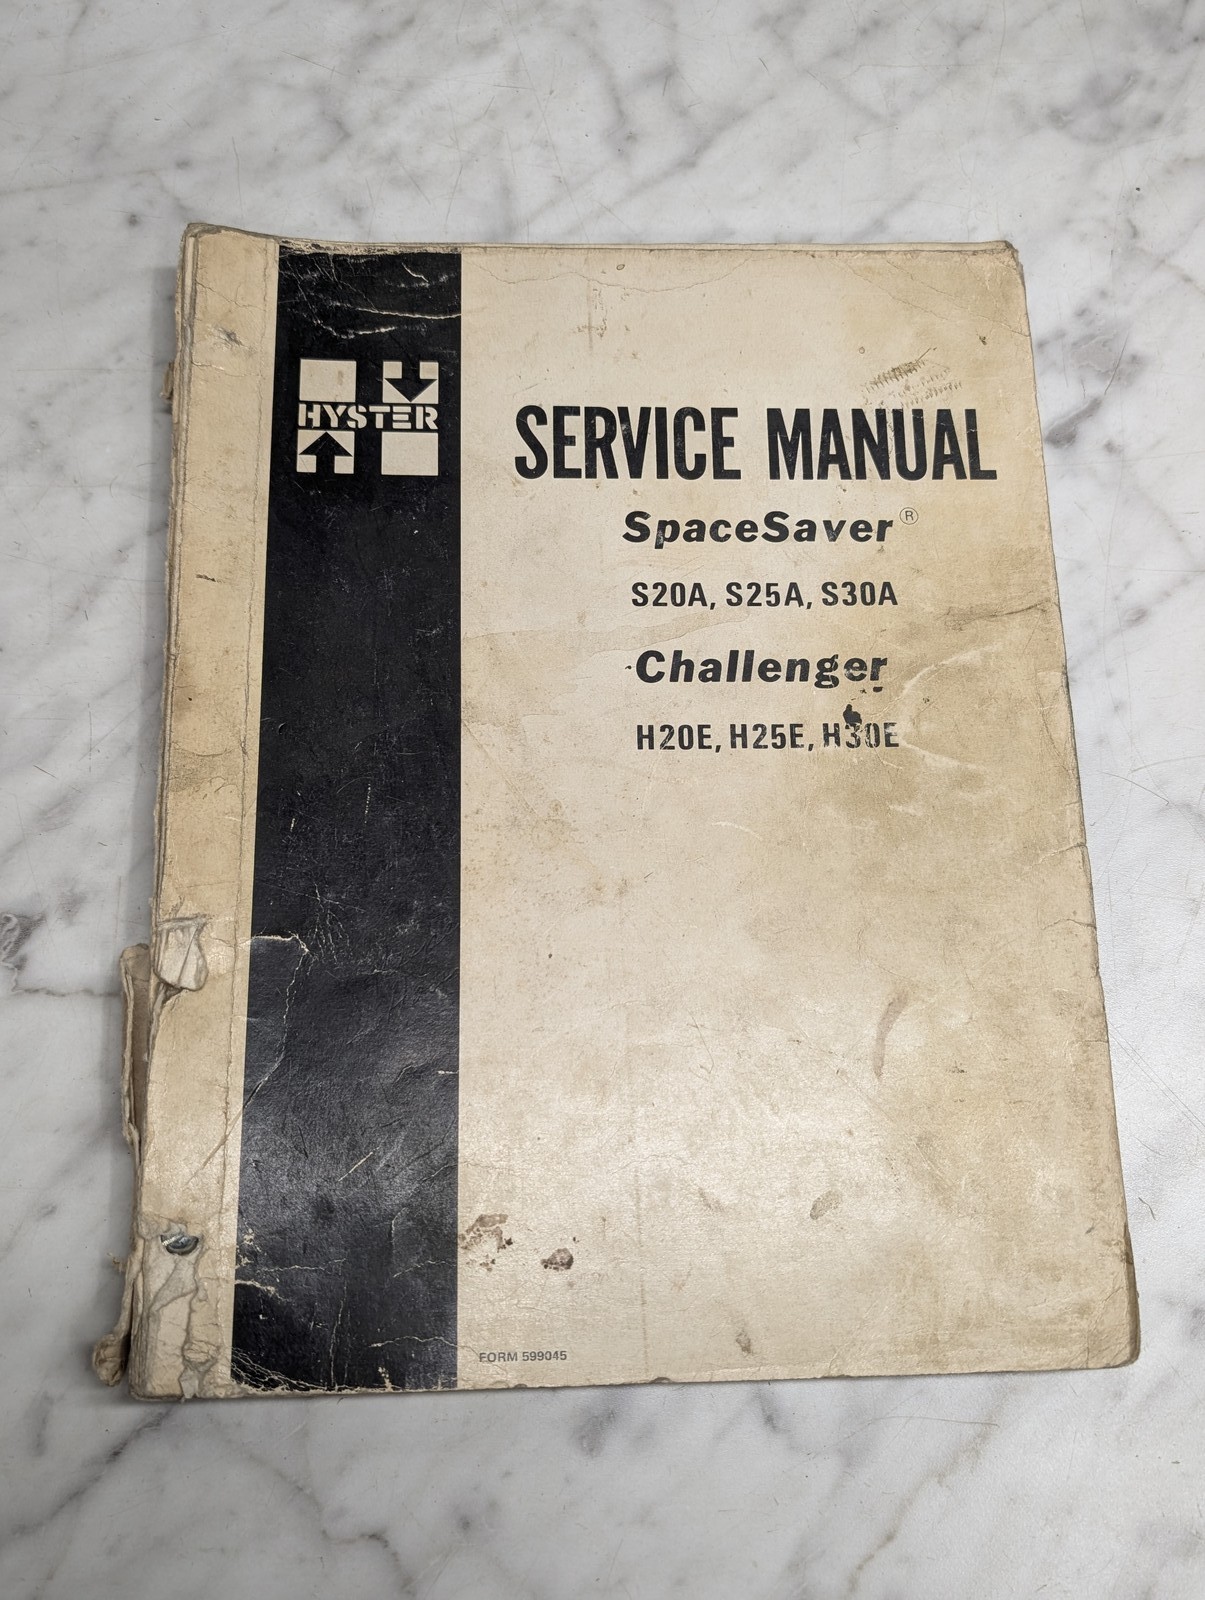 HYSTER
SERVICE MANUAL
SpaceSaver®
S20A, S25A, S30A
Challenger
H20E, H25E, H30E
FORM 599045